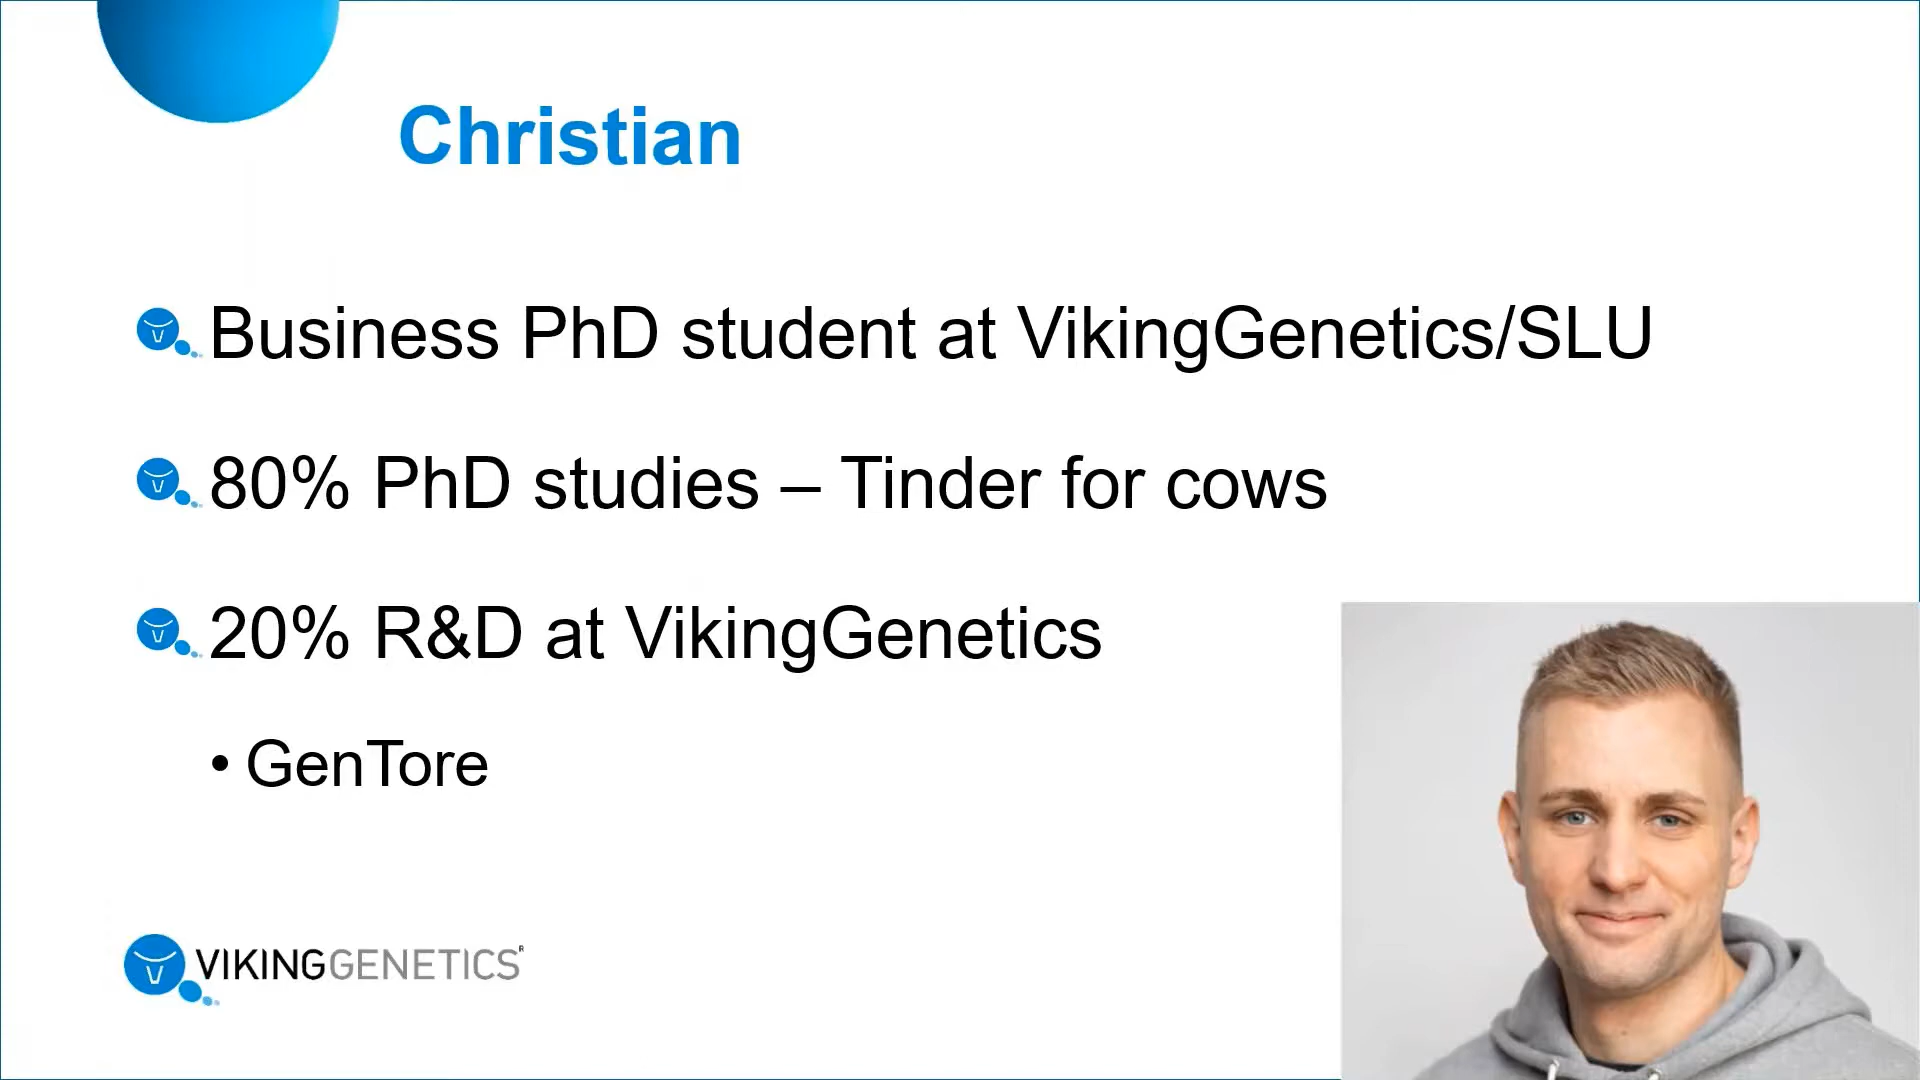 Christian
Business PhD student at VikingGenetics/SLU
80% PhD studies – Tinder for cows
20% R&D at VikingGenetics
• GenTore
VIKINGGENETICS®